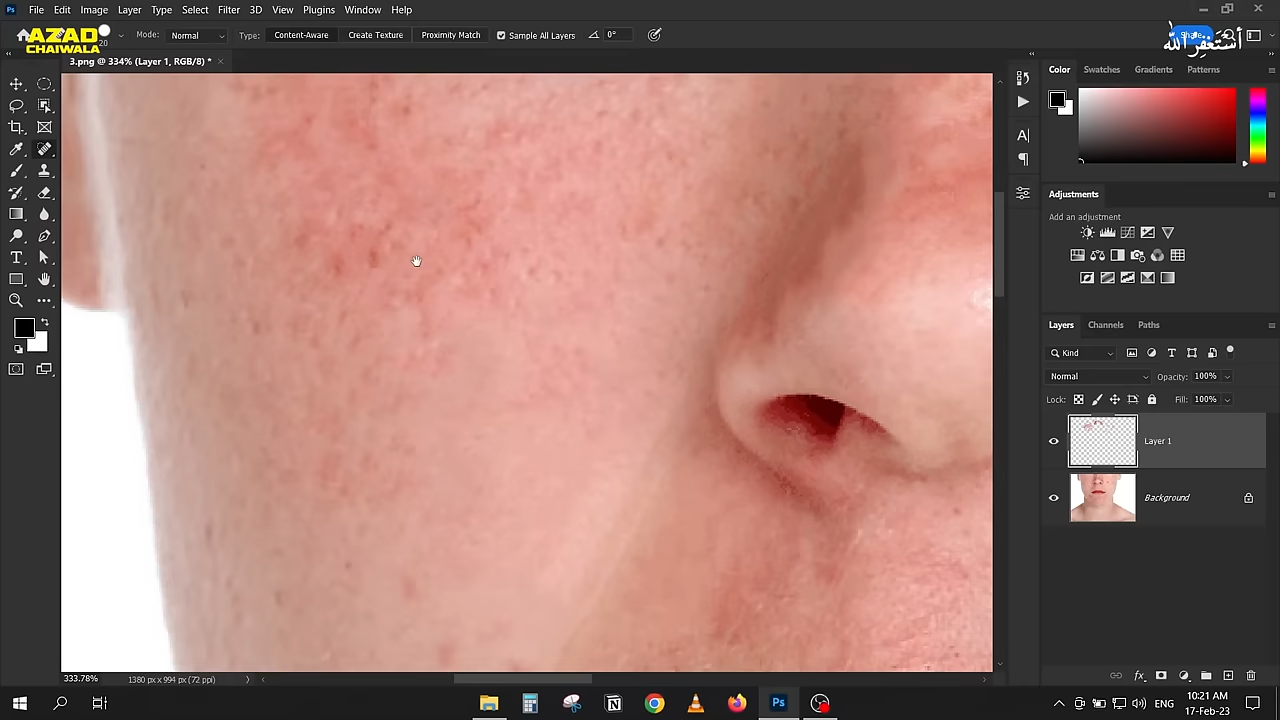 File Edit Image Layer Type Select Filter 3D View Plugins Window Help
AZAD
CHAIWALA
20
Mode: Normal Type: Content-Aware Create Texture Proximity Match Sample All Layers 0°
Share
أستغفر الله
3.png @ 334% (Layer 1, RGB/8) *
Color Swatches Gradients Patterns
Adjustments
Add an adjustment
Layers Channels Paths
Kind
Normal Opacity: 100%
Lock: Fill: 100%
Layer 1
Background
333.78% 1380 px x 994 px (72 ppi)
ENG
10:21 AM
17-Feb-23